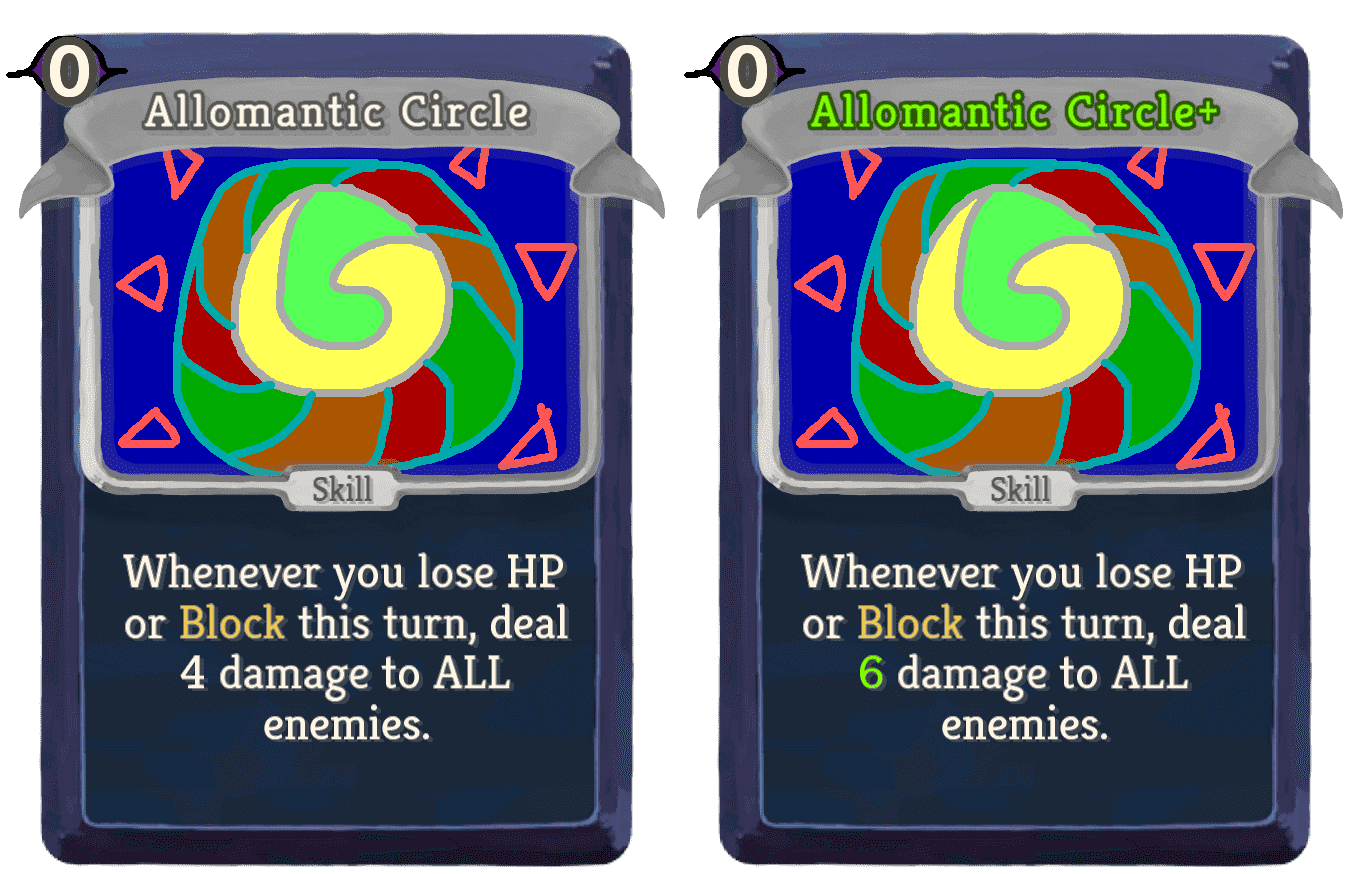 0
Allomantic Circle
Skill
Whenever you lose HP
or Block this turn, deal
4 damage to ALL
enemies.
0
Allomantic Circle+
Skill
Whenever you lose HP
or Block this turn, deal
6 damage to ALL
enemies.